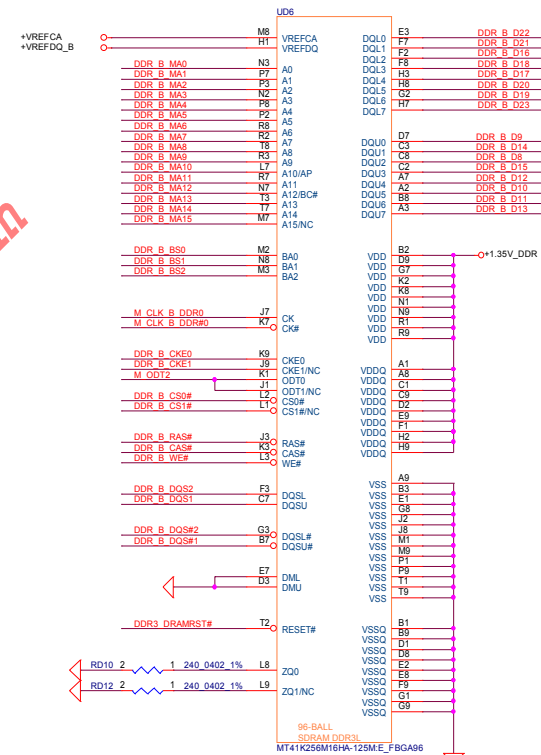 UD6
+VREFCA M8 VREFCA
+VREFDQ_B H1 VREFDQ
DDR_B_MA0 N3 A0
DDR_B_MA1 P7 A1
DDR_B_MA2 P3 A2
DDR_B_MA3 N2 A3
DDR_B_MA4 P8 A4
DDR_B_MA5 P2 A5
DDR_B_MA6 R8 A6
DDR_B_MA7 R2 A7
DDR_B_MA8 T8 A8
DDR_B_MA9 R3 A9
DDR_B_MA10 L7 A10/AP
DDR_B_MA11 R7 A11
DDR_B_MA12 N7 A12/BC#
DDR_B_MA13 T3 A13
DDR_B_MA14 T7 A14
DDR_B_MA15 M7 A15/NC
DDR_B_BS0 M2 BA0
DDR_B_BS1 N8 BA1
DDR_B_BS2 M3 BA2
M_CLK_B_DDR0 J7 CK
M_CLK_B_DDR#0 K7 CK#
DDR_B_CKE0 K9 CKE0
DDR_B_CKE1 J9 CKE1/NC
M_ODT2 K1 ODT0
J1 ODT1/NC
DDR_B_CS0# L2 CS0#
DDR_B_CS1# L1 CS1#/NC
DDR_B_RAS# J3 RAS#
DDR_B_CAS# K3 CAS#
DDR_B_WE# L3 WE#
DDR_B_DQS2 F3 DQSL
DDR_B_DQS1 C7 DQSU
DDR_B_DQS#2 G3 DQSL#
DDR_B_DQS#1 B7 DQSU#
E7 DML
D3 DMU
DDR3_DRAMRST# T2 RESET#
RD10 2 1 240_0402_1% L8 ZQ0
RD12 2 1 240_0402_1% L9 ZQ1/NC
DQL0 E3 DDR_B_D22
DQL1 F7 DDR_B_D21
DQL2 F2 DDR_B_D16
DQL3 F8 DDR_B_D18
DQL4 H3 DDR_B_D17
DQL5 H8 DDR_B_D20
DQL6 G2 DDR_B_D19
DQL7 H7 DDR_B_D23
DQU0 D7 DDR_B_D9
DQU1 C3 DDR_B_D14
DQU2 C8 DDR_B_D8
DQU3 C2 DDR_B_D15
DQU4 A7 DDR_B_D12
DQU5 A2 DDR_B_D10
DQU6 B8 DDR_B_D11
DQU7 A3 DDR_B_D13
VDD B2 +1.35V_DDR
VDD D9
VDD G7
VDD K2
VDD K8
VDD N1
VDD N9
VDD R1
VDD R9
VDDQ A1
VDDQ A8
VDDQ C1
VDDQ C9
VDDQ D2
VDDQ E9
VDDQ F1
VDDQ H2
VDDQ H9
VSS A9
VSS B3
VSS E1
VSS G8
VSS J2
VSS J8
VSS M1
VSS M9
VSS P1
VSS P9
VSS T1
VSS T9
VSSQ B1
VSSQ B9
VSSQ D1
VSSQ D8
VSSQ E2
VSSQ E8
VSSQ F9
VSSQ G1
VSSQ G9
96-BALL
SDRAM DDR3L
MT41K256M16HA-125M:E_FBGA96